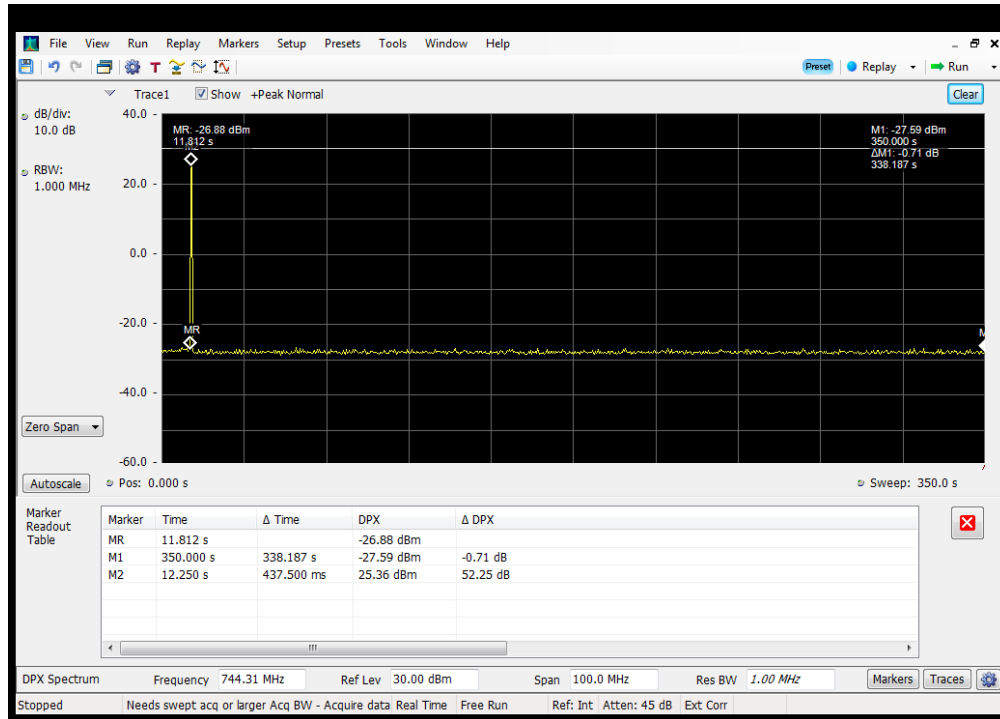 File View Run Replay Markers Setup Presets Tools Window Help
Preset Replay Run
Trace1 Show +Peak Normal Clear
dB/div:
10.0 dB
RBW:
1.000 MHz
40.0
20.0
0.0
-20.0
-40.0
-60.0
MR: -26.88 dBm
11.812 s
M1: -27.59 dBm
350.000 s
ΔM1: -0.71 dB
338.187 s
MR
Zero Span
Autoscale Pos: 0.000 s Sweep: 350.0 s
Marker
Readout
Table
Marker Time Δ Time DPX Δ DPX
MR 11.812 s -26.88 dBm
M1 350.000 s 338.187 s -27.59 dBm -0.71 dB
M2 12.250 s 437.500 ms 25.36 dBm 52.25 dB
DPX Spectrum Frequency 744.31 MHz Ref Lev 30.00 dBm Span 100.0 MHz Res BW 1.00 MHz Markers Traces
Stopped Needs swept acq or larger Acq BW - Acquire data Real Time Free Run Ref: Int Atten: 45 dB Ext Corr